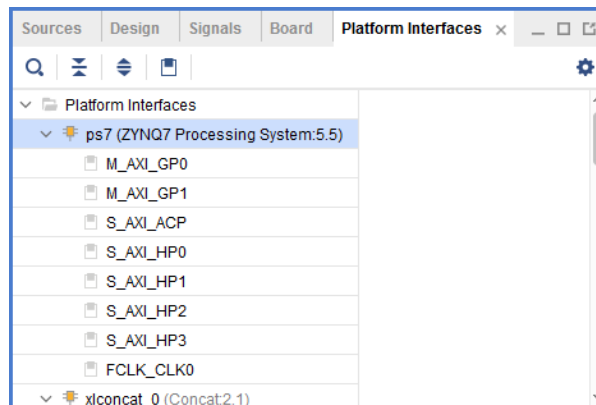 Sources Design Signals Board Platform Interfaces
Platform Interfaces
ps7 (ZYNQ7 Processing System:5.5)
M_AXI_GP0
M_AXI_GP1
S_AXI_ACP
S_AXI_HP0
S_AXI_HP1
S_AXI_HP2
S_AXI_HP3
FCLK_CLK0
xlconcat_0 (Concat:2.1)